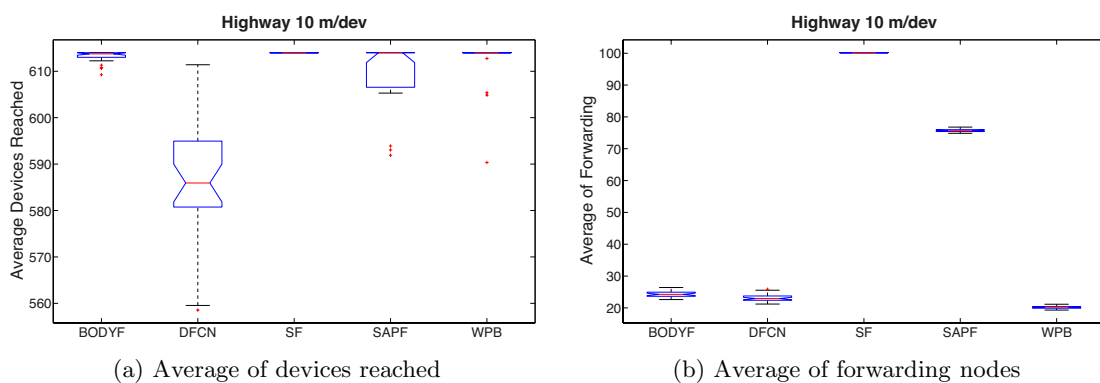 Highway 10 m/dev
Average Devices Reached
610
600
590
580
570
560
BODYF DFCN SF SAPF WPB
(a) Average of devices reached
Highway 10 m/dev
Average of Forwarding
100
90
80
70
60
50
40
30
20
BODYF DFCN SF SAPF WPB
(b) Average of forwarding nodes